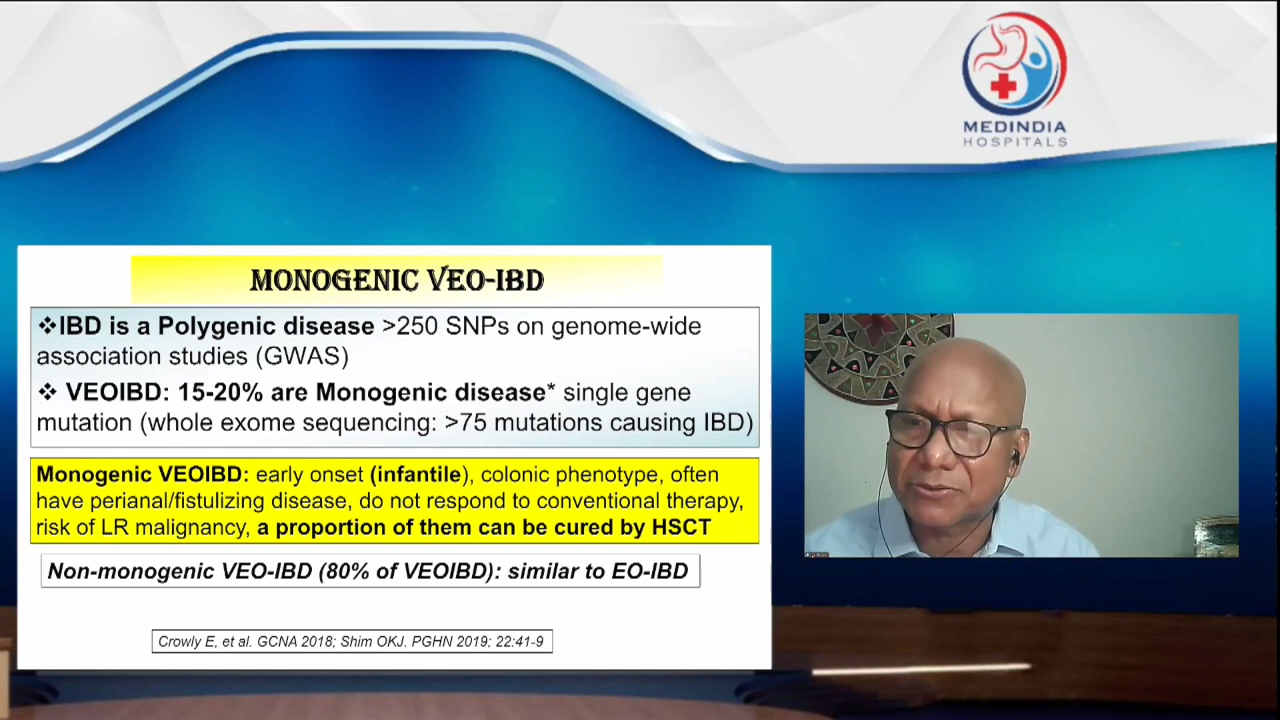 MEDINDIA
HOSPITALS
MONOGENIC VEO-IBD
❖IBD is a Polygenic disease >250 SNPs on genome-wide
association studies (GWAS)
❖ VEOIBD: 15-20% are Monogenic disease* single gene
mutation (whole exome sequencing: >75 mutations causing IBD)
Monogenic VEOIBD: early onset (infantile), colonic phenotype, often
have perianal/fistulizing disease, do not respond to conventional therapy,
risk of LR malignancy, a proportion of them can be cured by HSCT
Non-monogenic VEO-IBD (80% of VEOIBD): similar to EO-IBD
Crowly E, et al. GCNA 2018; Shim OKJ. PGHN 2019; 22:41-9